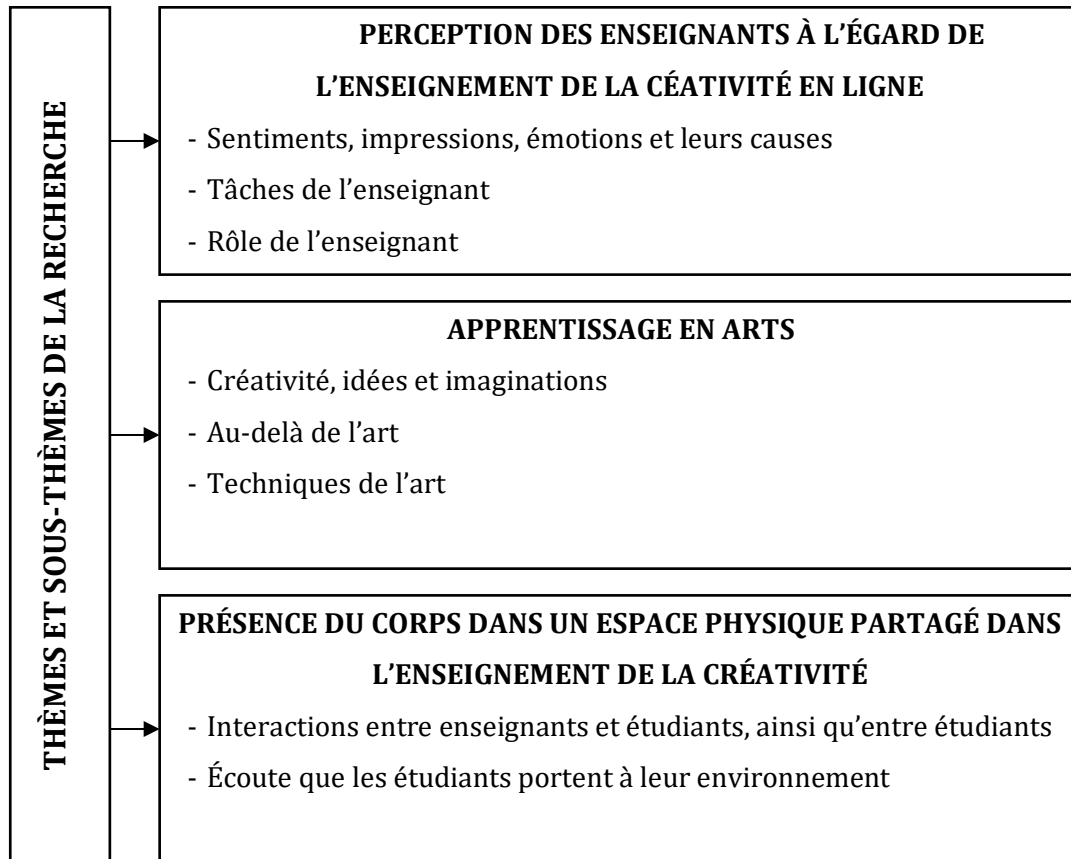 THÈMES ET SOUS-THÈMES DE LA RECHERCHE
PERCEPTION DES ENSEIGNANTS À L’ÉGARD DE
L’ENSEIGNEMENT DE LA CÉATIVITÉ EN LIGNE
- Sentiments, impressions, émotions et leurs causes
- Tâches de l’enseignant
- Rôle de l’enseignant
APPRENTISSAGE EN ARTS
- Créativité, idées et imaginations
- Au-delà de l’art
- Techniques de l’art
PRÉSENCE DU CORPS DANS UN ESPACE PHYSIQUE PARTAGÉ DANS
L’ENSEIGNEMENT DE LA CRÉATIVITÉ
- Interactions entre enseignants et étudiants, ainsi qu’entre étudiants
- Écoute que les étudiants portent à leur environnement